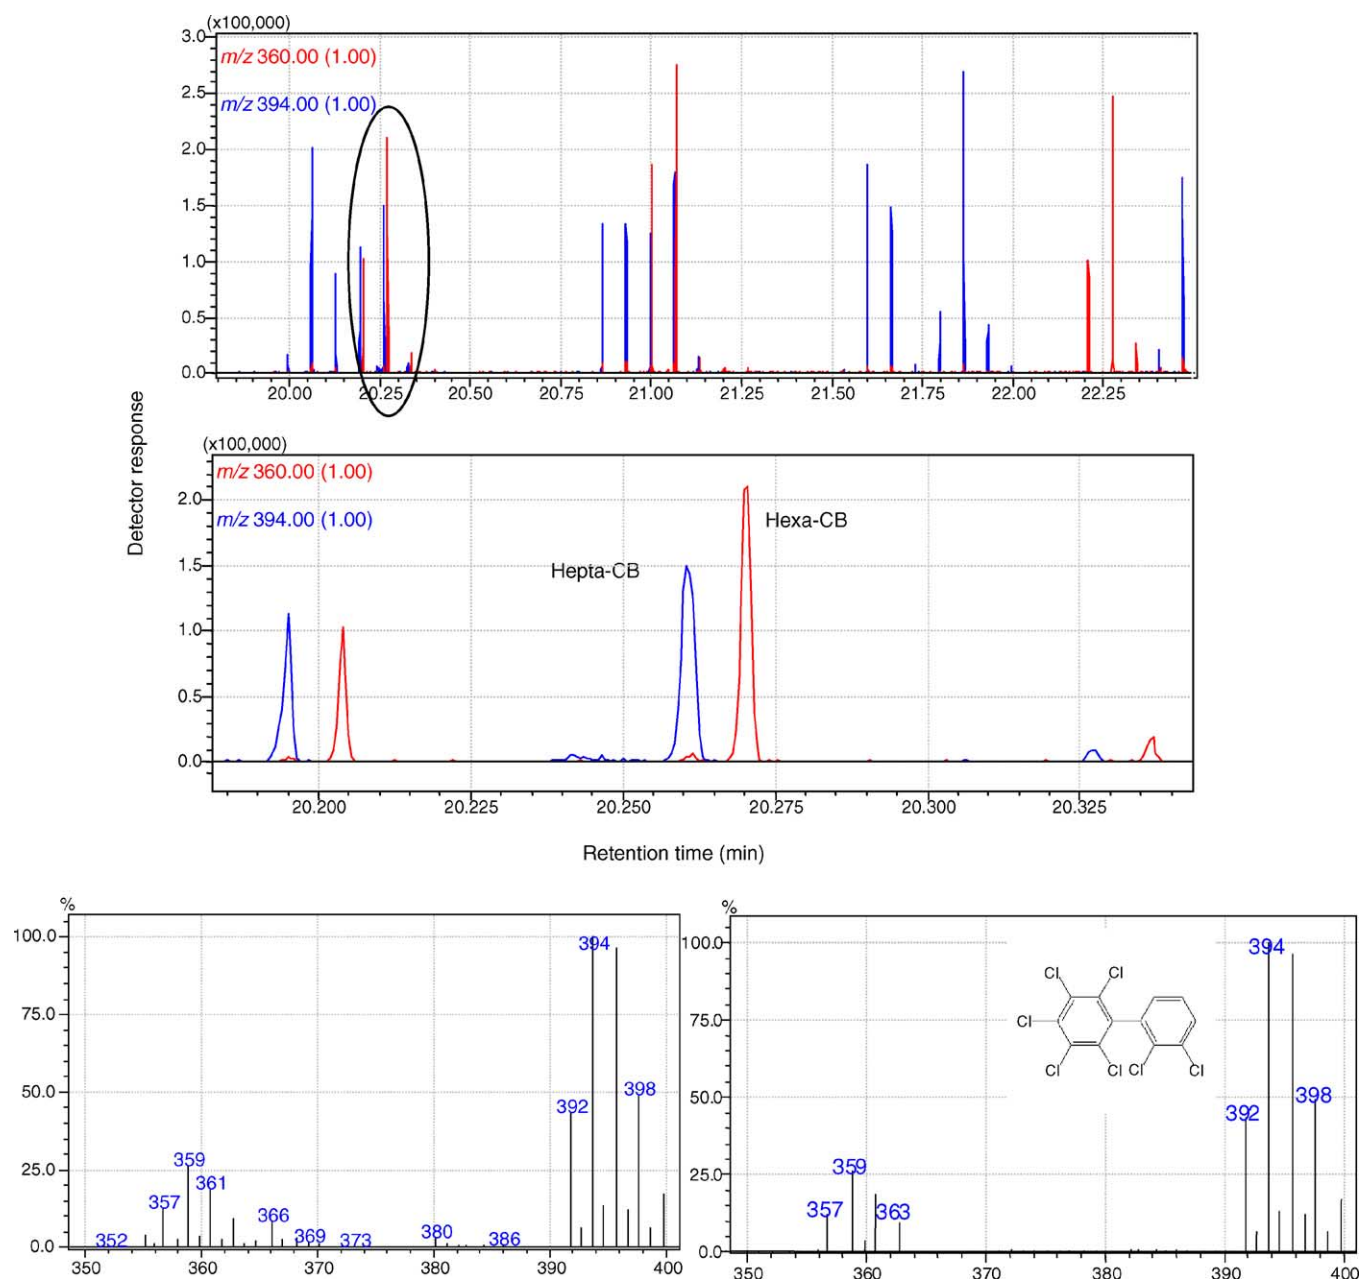 (x100,000)
3.0
m/z 360.00 (1.00)
2.5
m/z 394.00 (1.00)
2.0
1.5
1.0
0.5
0.0
20.00 20.25 20.50 20.75 21.00 21.25 21.50 21.75 22.00 22.25
Detector response
(x100,000)
m/z 360.00 (1.00)
2.0
m/z 394.00 (1.00)
Hexa-CB
1.5
Hepta-CB
1.0
0.5
0.0
20.200 20.225 20.250 20.275 20.300 20.325
Retention time (min)
%
100.0
394
75.0
50.0
398
392
25.0
359
361
357
366
369
380
352
373
386
0.0
350 360 370 380 390 400
%
100.0
394
Cl Cl
75.0
Cl
Cl Cl Cl Cl
50.0
398
392
25.0
359
357
363
0.0
350 360 370 380 390 400